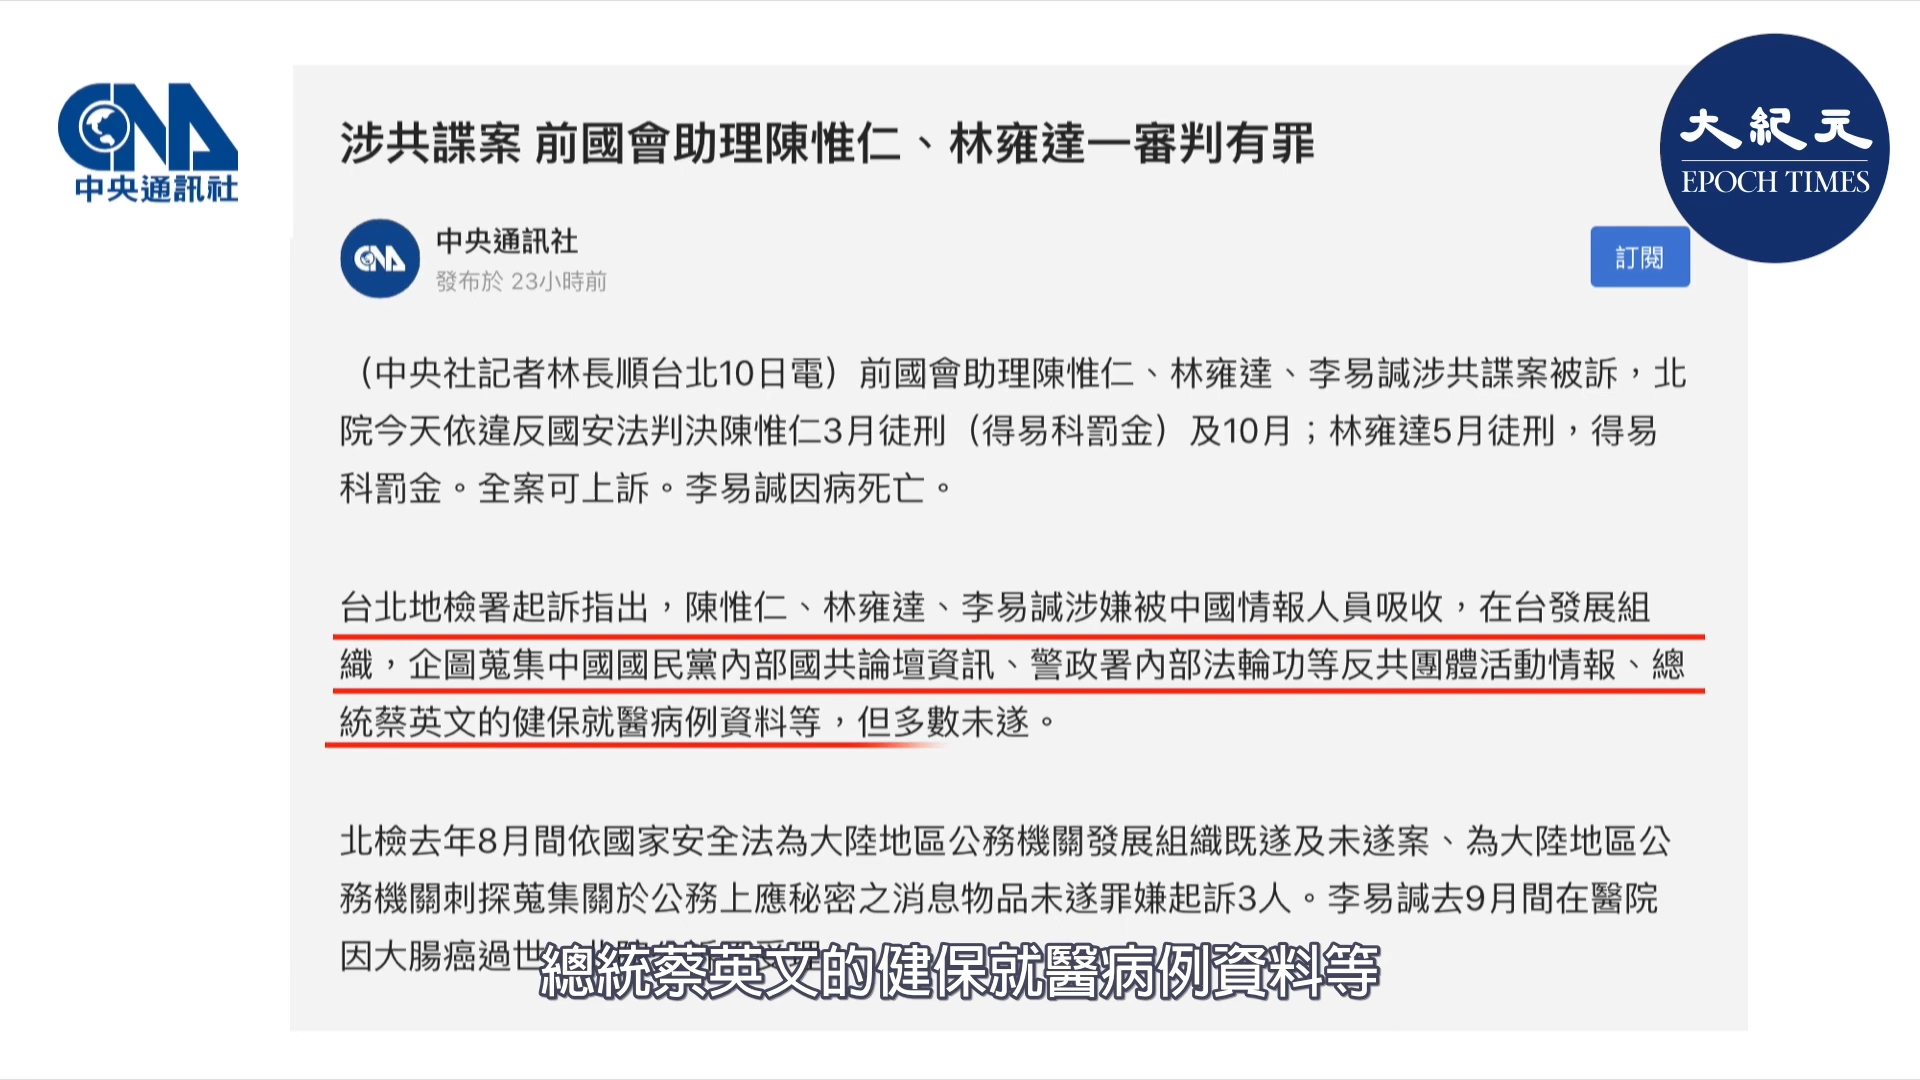 CNA
中央通訊社
大紀元
EPOCH TIMES
涉共諜案 前國會助理陳惟仁、林雍達一審判有罪
CNA
中央通訊社
發布於 23小時前
訂閱
（中央社記者林長順台北10日電）前國會助理陳惟仁、林雍達、李易諴涉共諜案被訴，北
院今天依違反國安法判決陳惟仁3月徒刑（得易科罰金）及10月；林雍達5月徒刑，得易
科罰金。全案可上訴。李易諴因病死亡。
台北地檢署起訴指出，陳惟仁、林雍達、李易諴涉嫌被中國情報人員吸收，在台發展組
織，企圖蒐集中國國民黨內部國共論壇資訊、警政署內部法輪功等反共團體活動情報、總
統蔡英文的健保就醫病例資料等，但多數未遂。
北檢去年8月間依國家安全法為大陸地區公務機關發展組織既遂及未遂案、為大陸地區公
務機關刺探蒐集關於公務上應秘密之消息物品未遂罪嫌起訴3人。李易諴去9月間在醫院
因大腸癌過世
總統蔡英文的健保就醫病例資料等